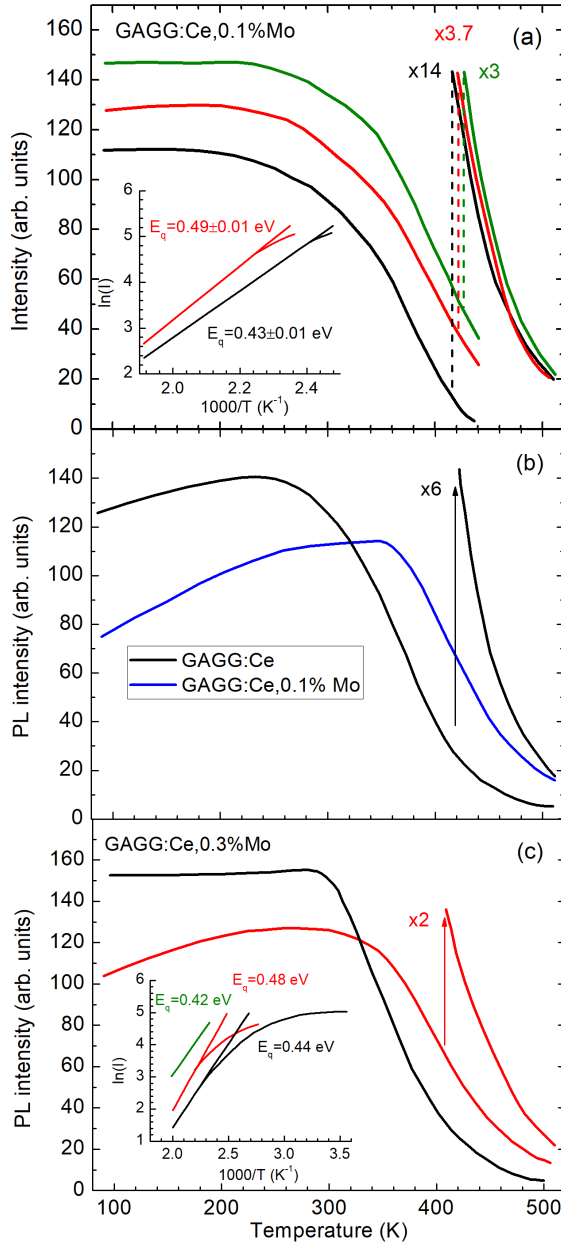 GAGG:Ce,0.1%Mo
(a)
x3.7
x14
x3
Intensity (arb. units)
160
140
120
100
80
60
40
20
0
E_q=0.49±0.01 eV
E_q=0.43±0.01 eV
ln(I)
6
5
4
3
2
2.0
2.2
2.4
1000/T (K⁻¹)
100
200
300
400
500
(b)
x6
PL intensity (arb. units)
140
120
100
80
60
40
20
0
GAGG:Ce
GAGG:Ce,0.1% Mo
GAGG:Ce,0.3%Mo
(c)
x2
PL intensity (arb. units)
160
140
120
100
80
60
40
20
0
E_q=0.42 eV
E_q=0.48 eV
E_q=0.44 eV
ln(I)
6
5
4
3
2
1
2.0
2.5
3.0
3.5
1000/T (K⁻¹)
100
200
300
400
500
Temperature (K)